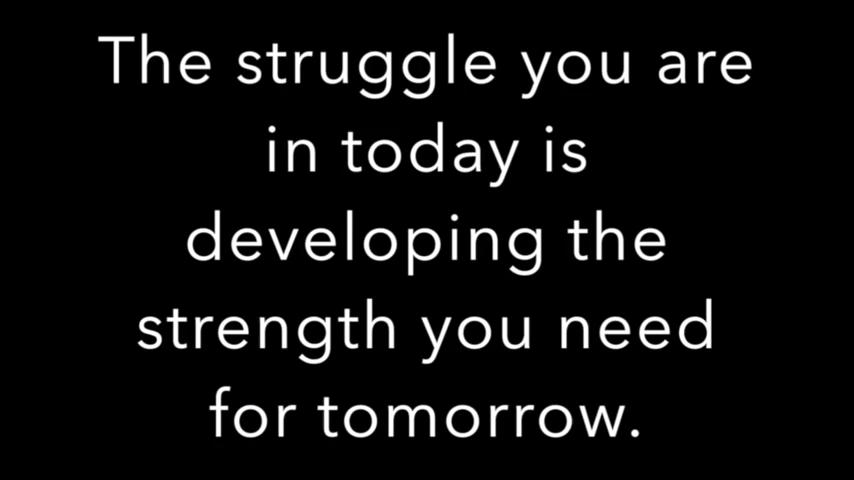 The struggle you are
in today is
developing the
strength you need
for tomorrow.